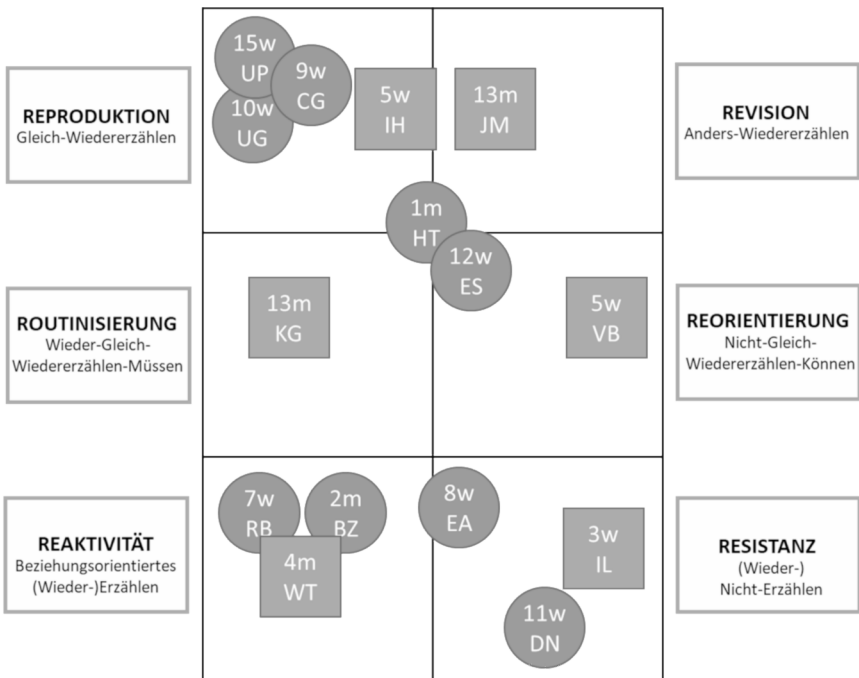 15w
UP
9w
CG
10w
UG
5w
IH
13m
JM
REPRODUKTION
Gleich-Wiedererzählen
REVISION
Anders-Wiedererzählen
1m
HT
12w
ES
13m
KG
5w
VB
ROUTINISIERUNG
Wieder-Gleich-
Wiedererzählen-Müssen
REORIENTIERUNG
Nicht-Gleich-
Wiedererzählen-Können
7w
RB
2m
BZ
4m
WT
8w
EA
3w
IL
11w
DN
REAKTIVITÄT
Beziehungsorientiertes
(Wieder-)Erzählen
RESISTANZ
(Wieder-)
Nicht-Erzählen